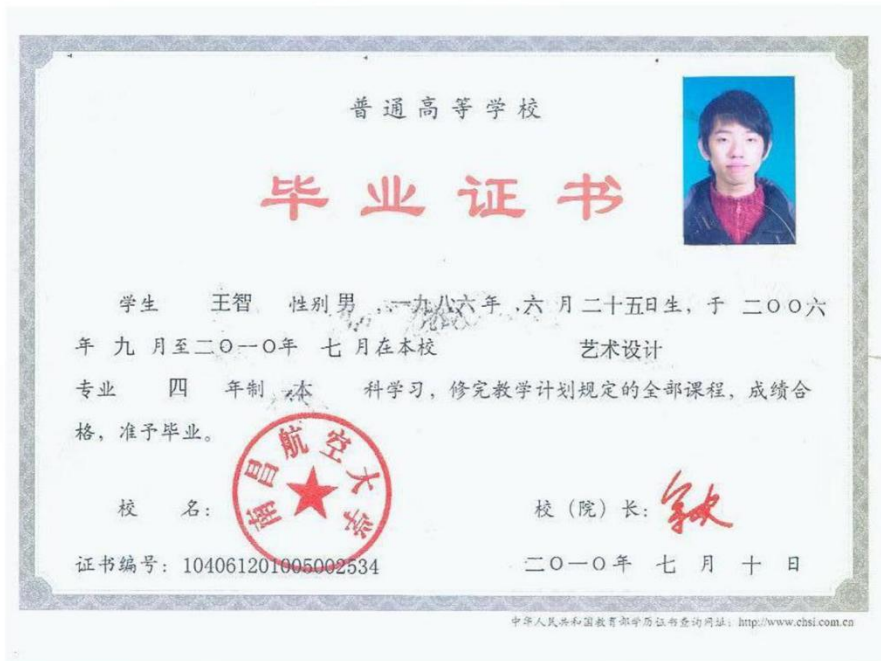 普通高等学校
毕业证书
学生 王智 性别 男 , 一九八六年 六 月 二十五日生, 于 二〇〇六
年 九 月至二〇一〇年 七 月在本校 艺术设计
专业 四 年制 本 科学习, 修完教学计划规定的全部课程, 成绩合
格, 准予毕业。
南昌航空大学
校 名: 校 (院) 长:
证书编号: 104061201005002534 二〇一〇年 七 月 十 日
中华人民共和国教育部学历证书查询网址: http://www.chsi.com.cn